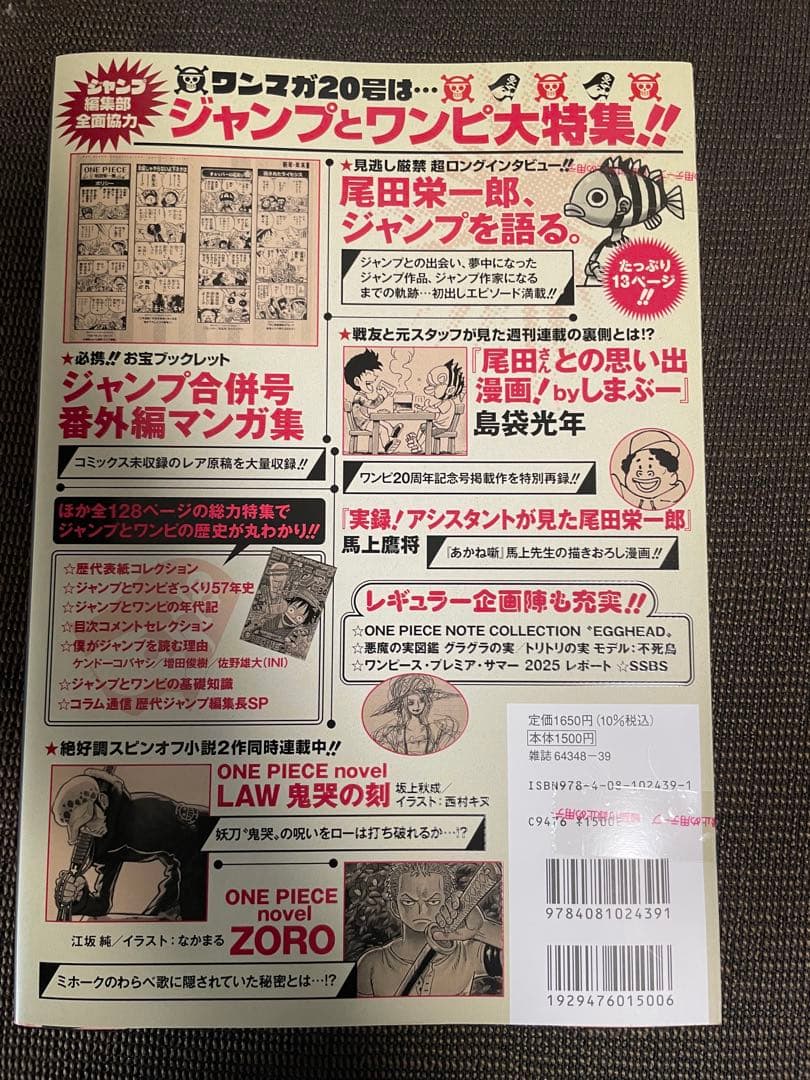 ジャンプ
編集部
全面協力
ワンマガ20号は…
ジャンプとワンピ大特集!!
ONE PIECE
★見逃し厳禁 超ロングインタビュー!!
尾田栄一郎、
ジャンプを語る。
ジャンプとの出会い、夢中になった
ジャンプ作品、ジャンプ作家になる
までの軌跡…初出しエピソード満載!!
たっぷり
13ページ
!!
★必携!! お宝ブックレット
ジャンプ合併号
番外編マンガ集
コミックス未収録のレア原稿を大量収録!!
★戦友と元スタッフが見た週刊連載の裏側とは!?
『尾田さんとの思い出
漫画!byしまぶー』
島袋光年
ワンピ20周年記念号掲載作を特別再録!!
『実録!アシスタントが見た尾田栄一郎』
馬上鷹将
『あかね噺』馬上先生の描きおろし漫画!!
ほか全128ページの総力特集で
ジャンプとワンピの歴史が丸わかり!!
☆歴代表紙コレクション
☆ジャンプとワンピざっくり57年史
☆ジャンプとワンピの年代記
☆目次コメントセレクション
☆僕がジャンプを読む理由
ケンドーコバヤシ/増田俊樹/佐野雄大(INI)
☆ジャンプとワンピの基礎知識
☆コラム通信 歴代ジャンプ編集長SP
レギュラー企画陣も充実!!
☆ONE PIECE NOTE COLLECTION〝EGGHEAD〟
☆悪魔の実図鑑 グラグラの実/トリトリの実 モデル:不死鳥
☆ワンピース・プレミア・サマー 2025 レポート ☆SSBS
★絶好調スピンオフ小説2作同時連載中!!
ONE PIECE novel
LAW 鬼哭の刻
坂上秋成/
イラスト:西村キヌ
妖刀〝鬼哭〟の呪いをローは打ち破れるか…!?
ONE PIECE
novel
ZORO
江坂 純/イラスト:なかまる
ミホークのわらべ歌に隠されていた秘密とは…!?
定価1650円(10%税込)
本体1500円
雑誌 64348-39
ISBN978-4-08-102439-1
C9476 ¥1500E
9784081024391
1929476015006